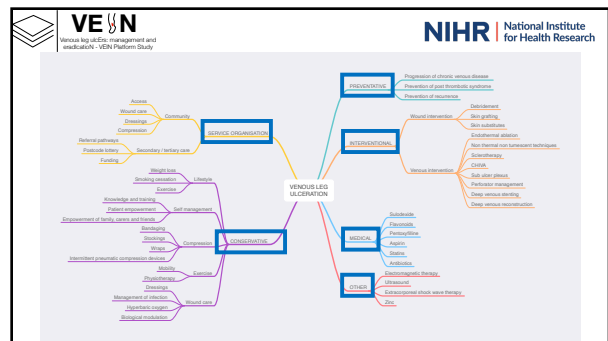 VEIN
Venous leg ulcErs: management and
eradicatioN - VEIN Platform Study
NIHR | National Institute
for Health Research
VENOUS LEG
ULCERATION
SERVICE ORGANISATION
Community
Access
Wound care
Dressings
Compression
Secondary / tertiary care
Referral pathways
Postcode lottery
Funding
CONSERVATIVE
Lifestyle
Weight loss
Smoking cessation
Exercise
Self management
Knowledge and training
Patient empowerment
Empowerment of family, carers and friends
Compression
Bandaging
Stockings
Wraps
Intermittent pneumatic compression devices
Exercises
Mobility
Physiotherapy
Wound care
Dressings
Management of infection
Hyperbaric oxygen
Biological modulation
PREVENTATIVE
Progression of chronic venous disease
Prevention of post thrombotic syndrome
Prevention of recurrence
INTERVENTIONAL
Wound intervention
Debridement
Skin grafting
Skin substitutes
Venous intervention
Endothermal ablation
Non thermal non tumescent techniques
Sclerotherapy
CHIVA
Sub ulcer plexus
Perforator management
Deep venous stenting
Deep venous reconstruction
MEDICAL
Sulodexide
Flavonoids
Pentoxyfiline
Aspirin
Statins
Antibiotics
OTHER
Electromagnetic therapy
Ultrasound
Extracorporeal shock wave therapy
Zinc